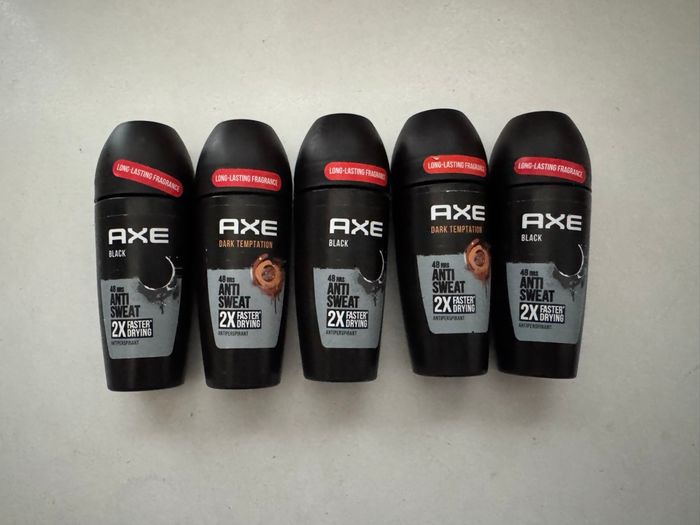 LONG-LASTING FRAGRANCE
AXE
BLACK
48 HRS
ANTI
SWEAT
2X FASTER*
DRYING
ANTIPERSPIRANT
LONG-LASTING FRAGRANCE
AXE
DARK TEMPTATION
48 HRS
ANTI
SWEAT
2X FASTER*
DRYING
ANTIPERSPIRANT
LONG-LASTING FRAGRANCE
AXE
BLACK
48 HRS
ANTI
SWEAT
2X FASTER*
DRYING
ANTIPERSPIRANT
LONG-LASTING FRAGRANCE
AXE
DARK TEMPTATION
48 HRS
ANTI
SWEAT
2X FASTER*
DRYING
ANTIPERSPIRANT
LONG-LASTING FRAGRANCE
AXE
BLACK
48 HRS
ANTI
SWEAT
2X FASTER*
DRYING
ANTIPERSPIRANT